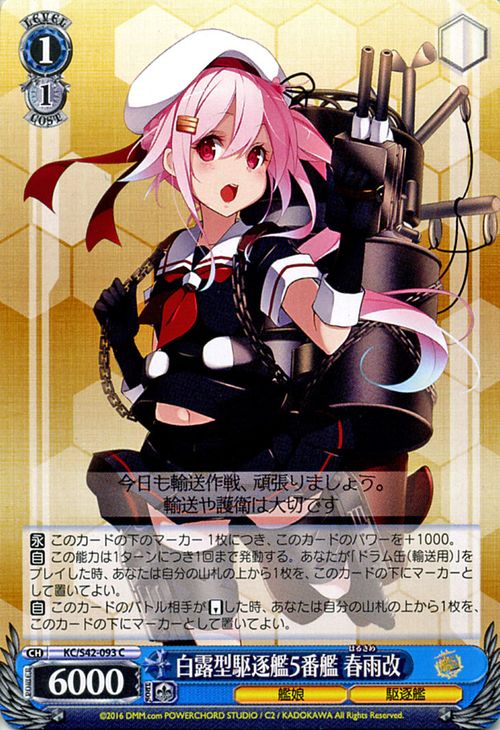 LEVEL
1
1
COST
今日も輸送作戦、頑張りましょう。
輸送や護衛は大切です
永 このカードの下のマーカー1枚につき、このカードのパワーを+1000。
自 この能力は1ターンにつき1回まで発動する。あなたが「ドラム缶(輸送用)」を
プレイした時、あなたは自分の山札の上から1枚を、このカードの下にマーカーと
して置いてよい。
自 このカードのバトル相手が した時、あなたは自分の山札の上から1枚を、
このカードの下にマーカーとして置いてよい。
CH KC/S42-093 C
POWER 6000 SOUL
白露型駆逐艦5番艦 春雨改
はるさめ
艦娘 駆逐艦
©2016 DMM.com POWERCHORD STUDIO / C2 / KADOKAWA All Rights Reserved.